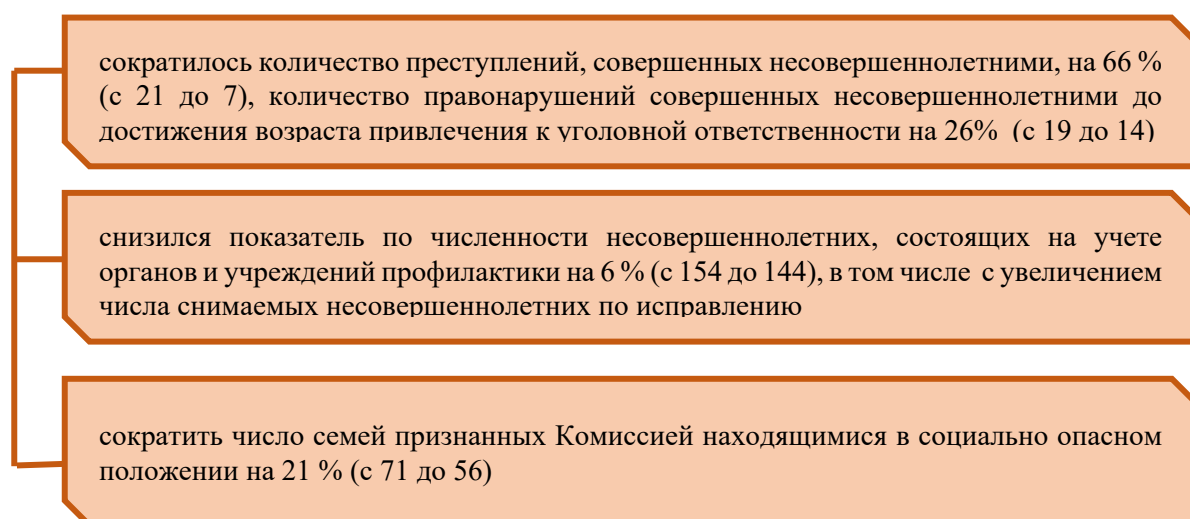 сократилось количество преступлений, совершенных несовершеннолетними, на 66 %
(с 21 до 7), количество правонарушений совершенных несовершеннолетними до
достижения возраста привлечения к уголовной ответственности на 26% (с 19 до 14)
снизился показатель по численности несовершеннолетних, состоящих на учете
органов и учреждений профилактики на 6 % (с 154 до 144), в том числе с увеличением
числа снимаемых несовершеннолетних по исправлению
сократить число семей признанных Комиссией находящимися в социально опасном
положении на 21 % (с 71 до 56)